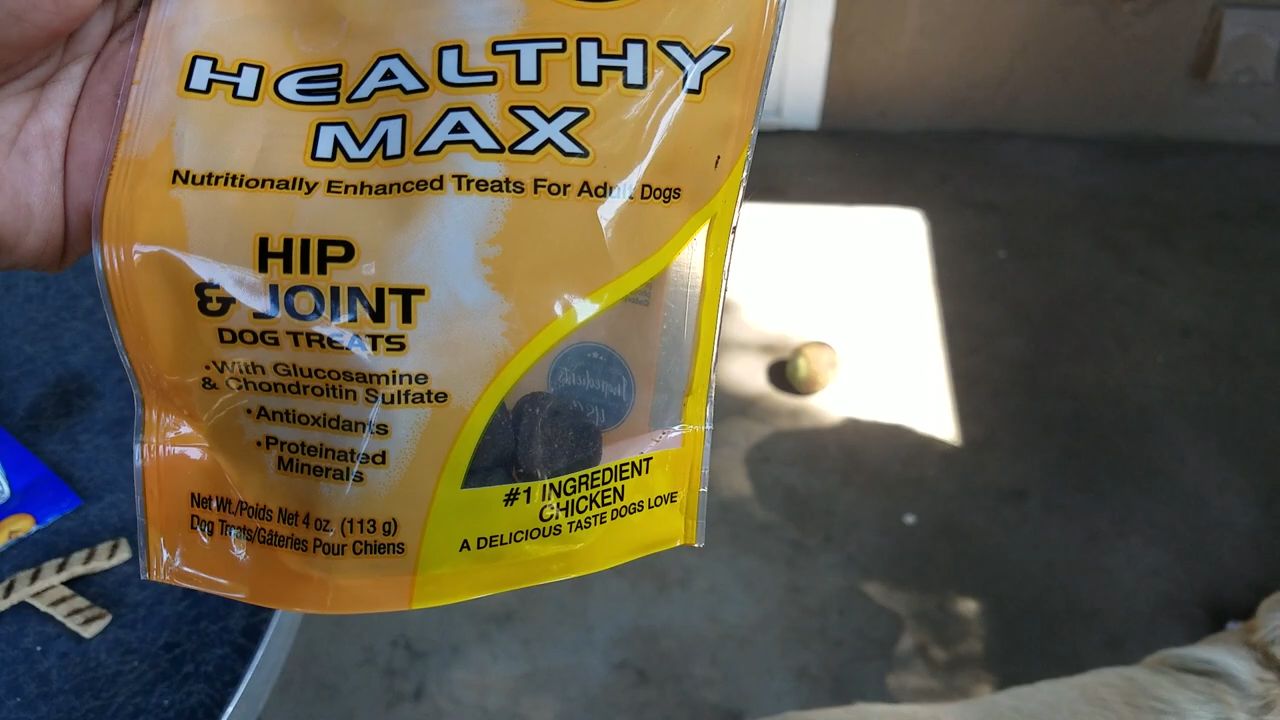 HEALTHY
MAX
Nutritionally Enhanced Treats For Adult Dogs
HIP
& JOINT
DOG TREATS
•With Glucosamine
& Chondroitin Sulfate
•Antioxidants
•Proteinated
Minerals
Net Wt./Poids Net 4 oz. (113 g)
Dog Treats/Gâteries Pour Chiens
Ingredients
#1 INGREDIENT
CHICKEN
A DELICIOUS TASTE DOGS LOVE